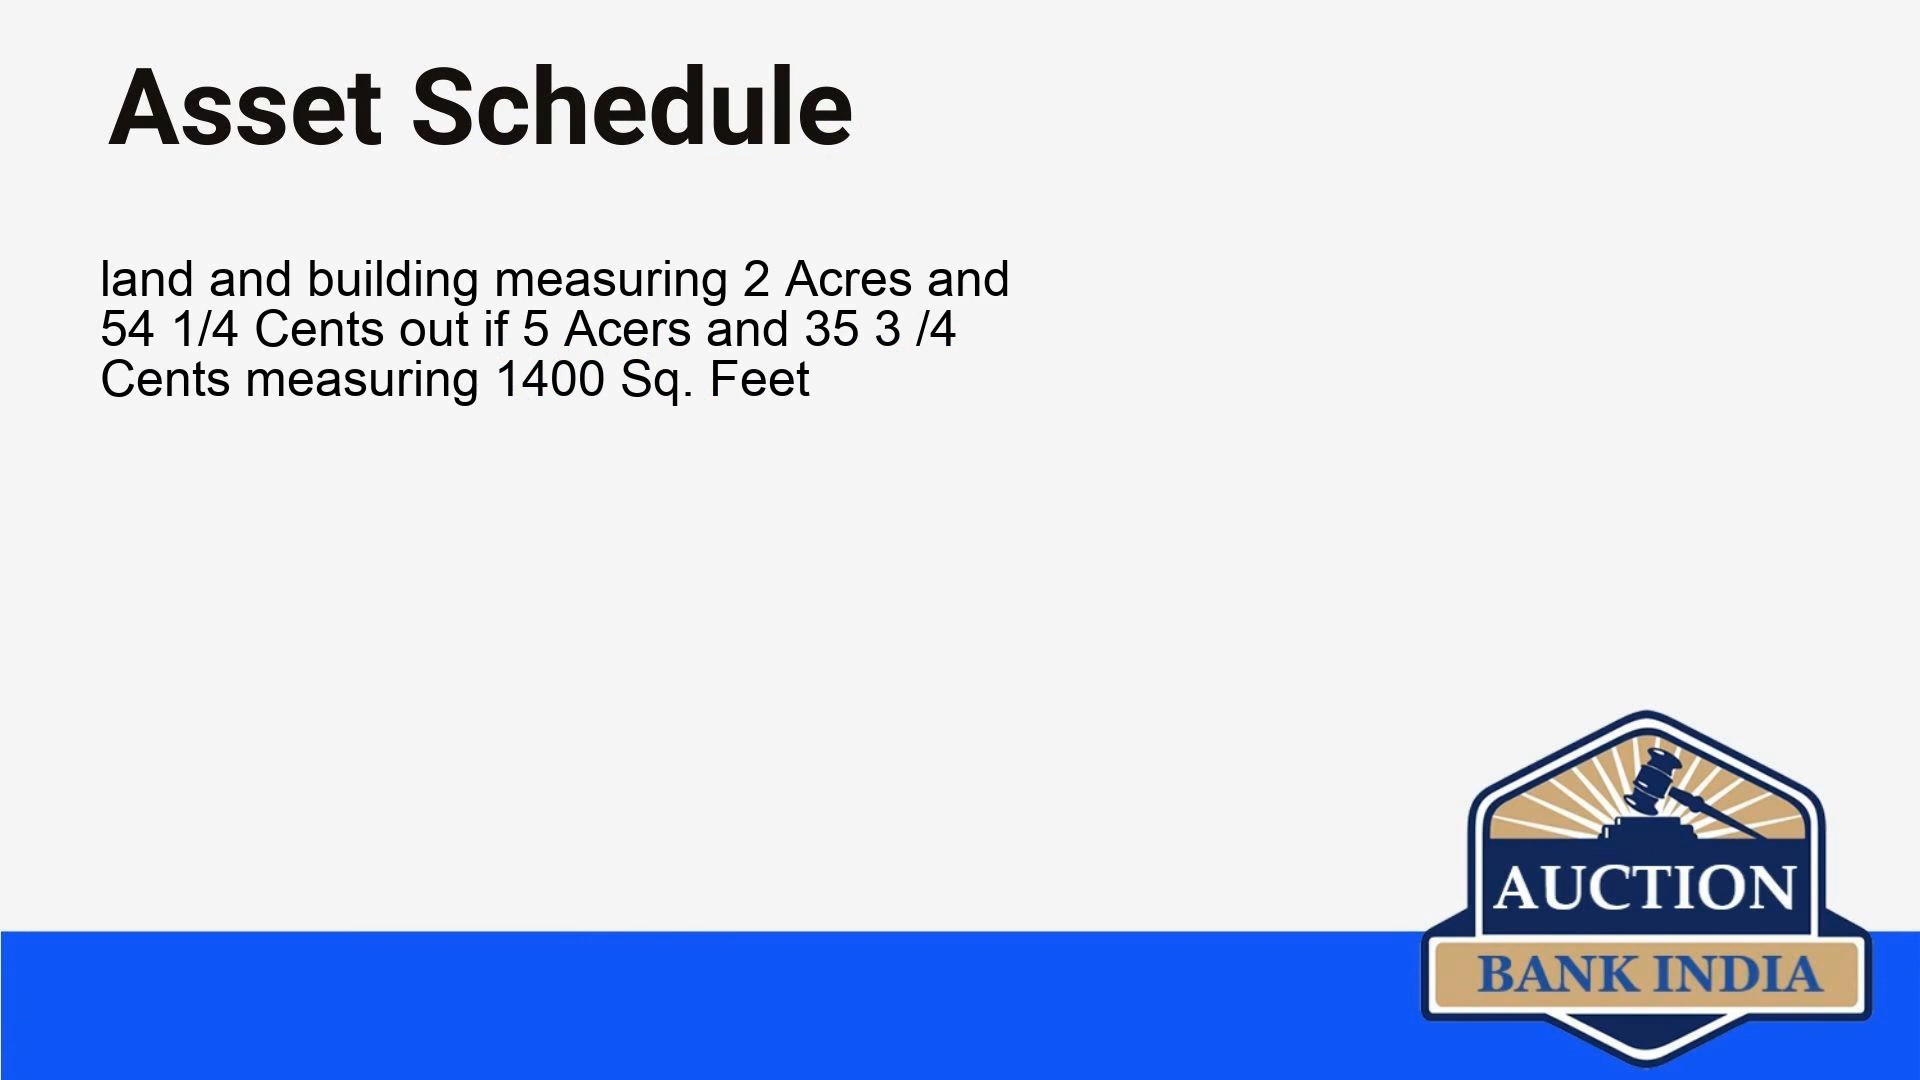 Asset Schedule
land and building measuring 2 Acres and
54 1/4 Cents out if 5 Acers and 35 3 /4
Cents measuring 1400 Sq. Feet
AUCTION
BANK INDIA